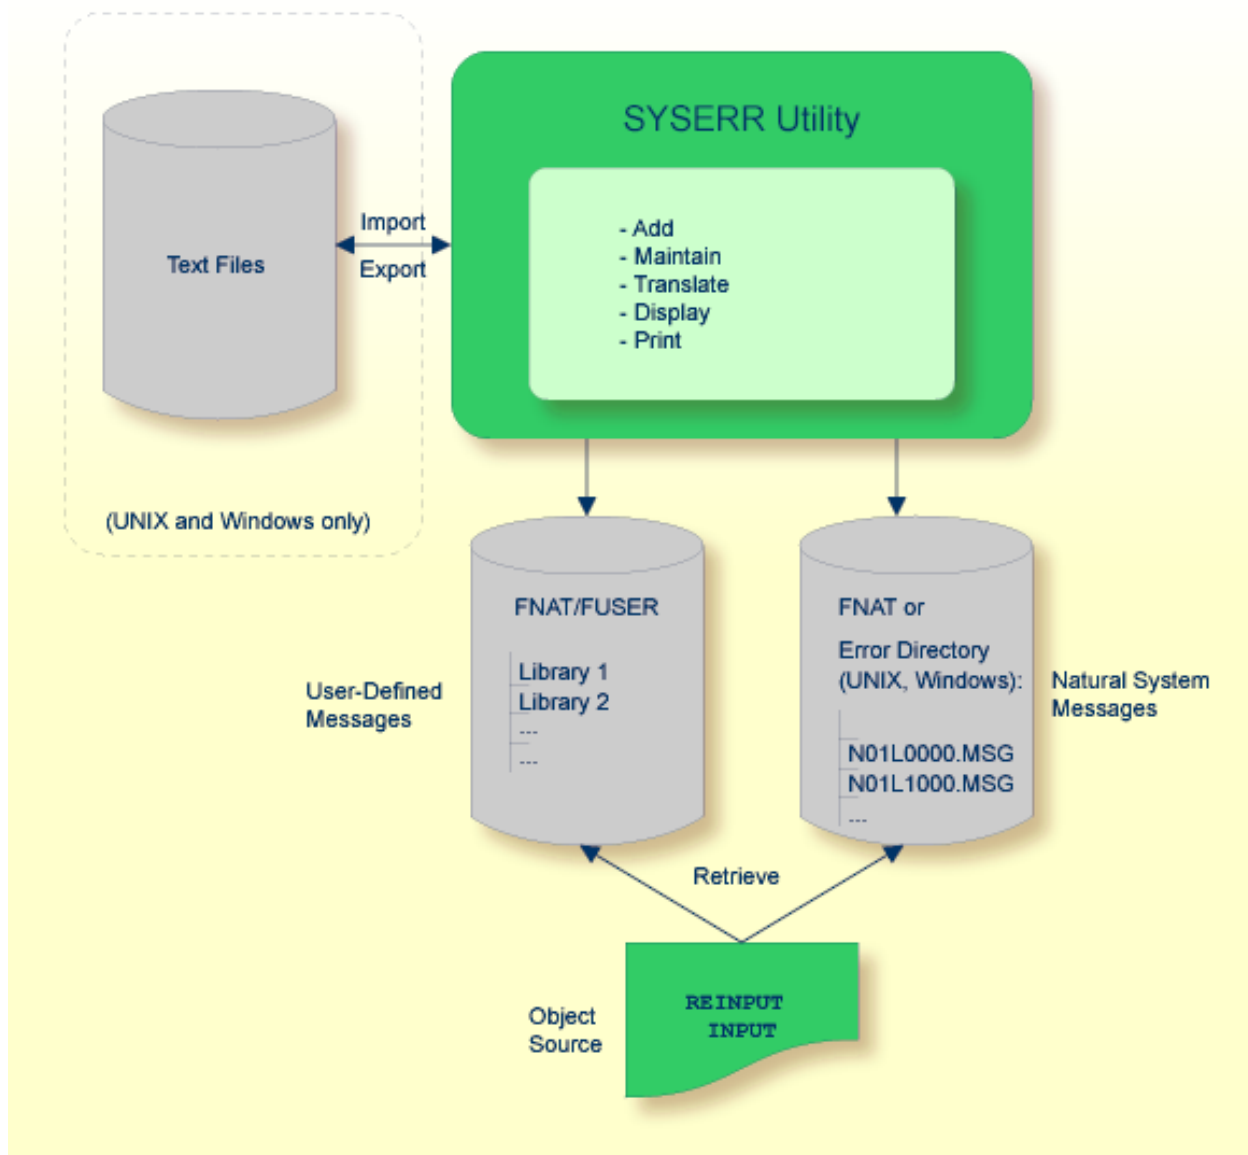 SYSERR Utility
- Add
- Maintain
- Translate
- Display
- Print
Import
Export
Text Files
(UNIX and Windows only)
FNAT/FUSER
Library 1
Library 2
...
...
User-Defined
Messages
FNAT or
Error Directory
(UNIX, Windows):
N01L0000.MSG
N01L1000.MSG
...
Natural System
Messages
Retrieve
REINPUT
INPUT
Object
Source